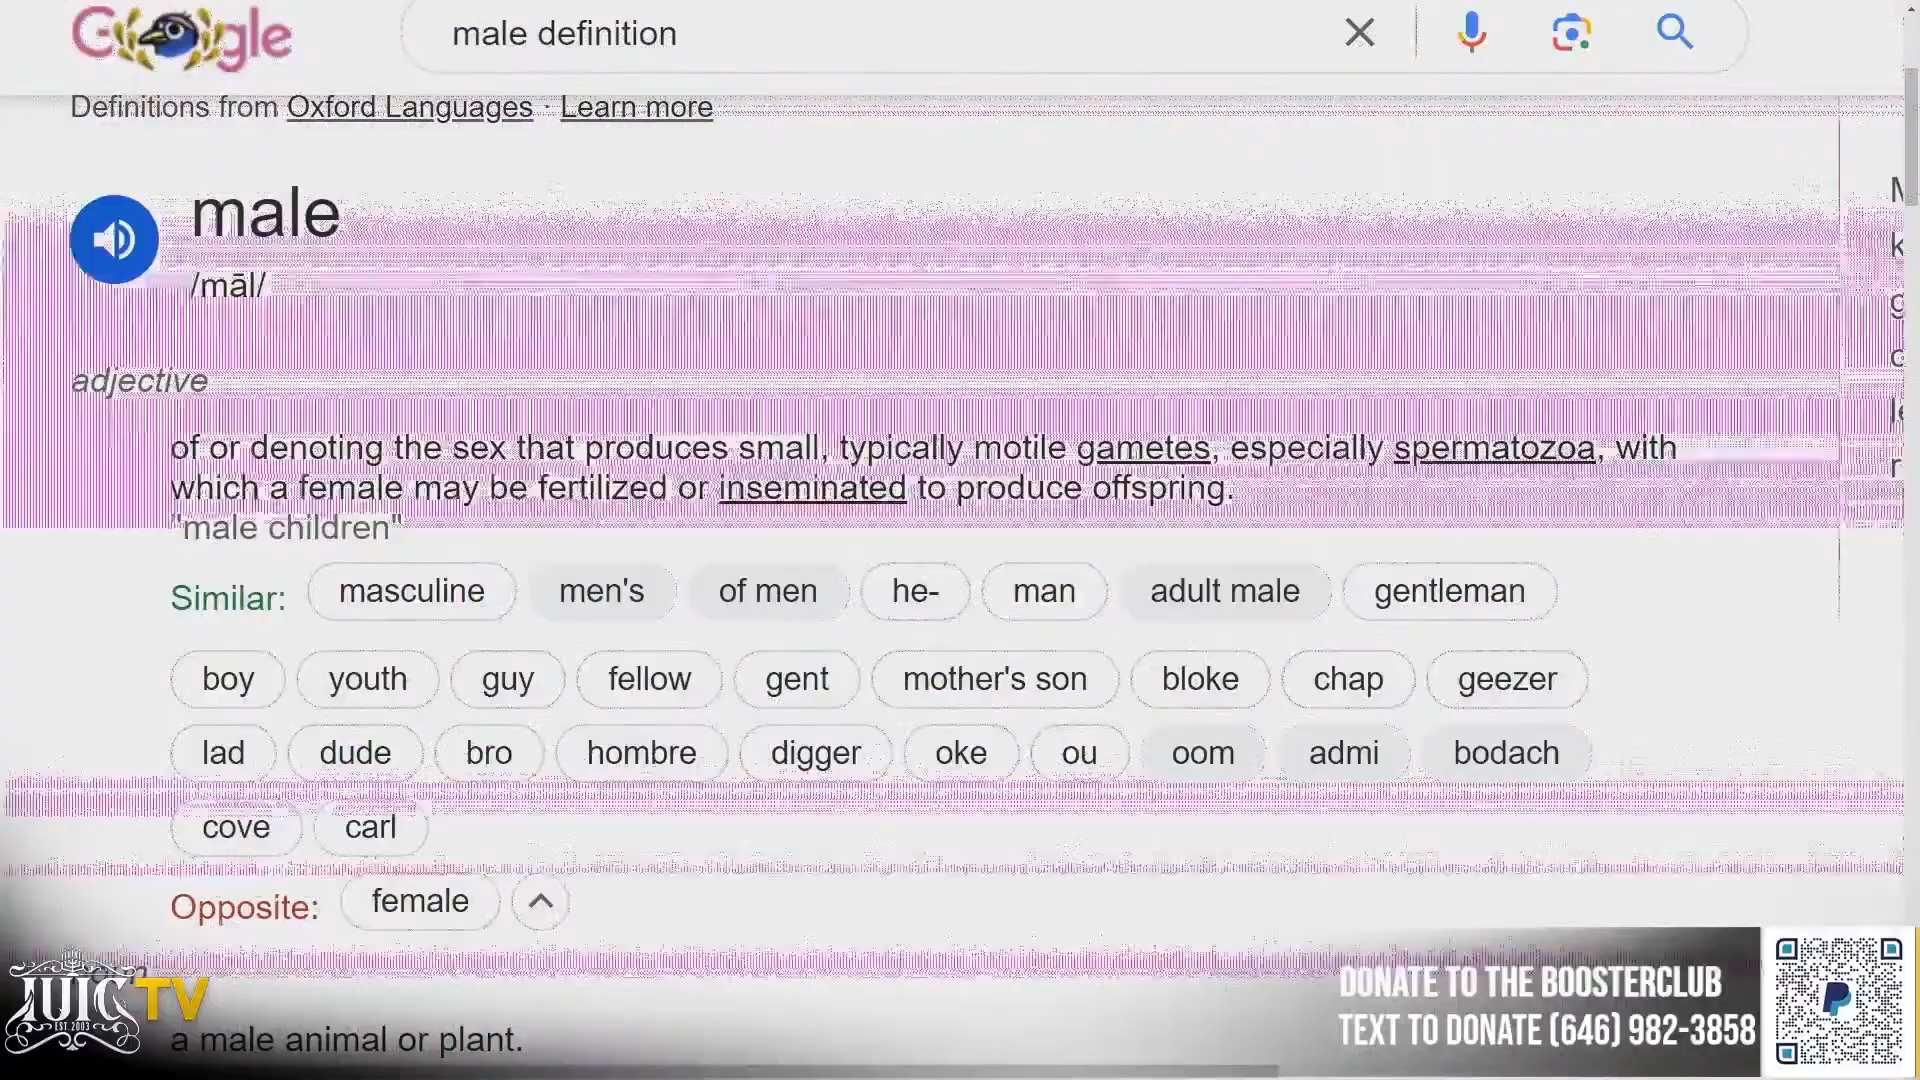 Google
male definition
Definitions from Oxford Languages · Learn more
male
/māl/
adjective
of or denoting the sex that produces small, typically motile gametes, especially spermatozoa, with
which a female may be fertilized or inseminated to produce offspring.
"male children"
Similar: masculine men's of men he- man adult male gentleman
boy youth guy fellow gent mother's son bloke chap geezer
lad dude bro hombre digger oke ou oom admi bodach
cove carl
Opposite: female
a male animal or plant.
IUIC TV
EST. 2003
DONATE TO THE BOOSTERCLUB
TEXT TO DONATE (646) 982-3858